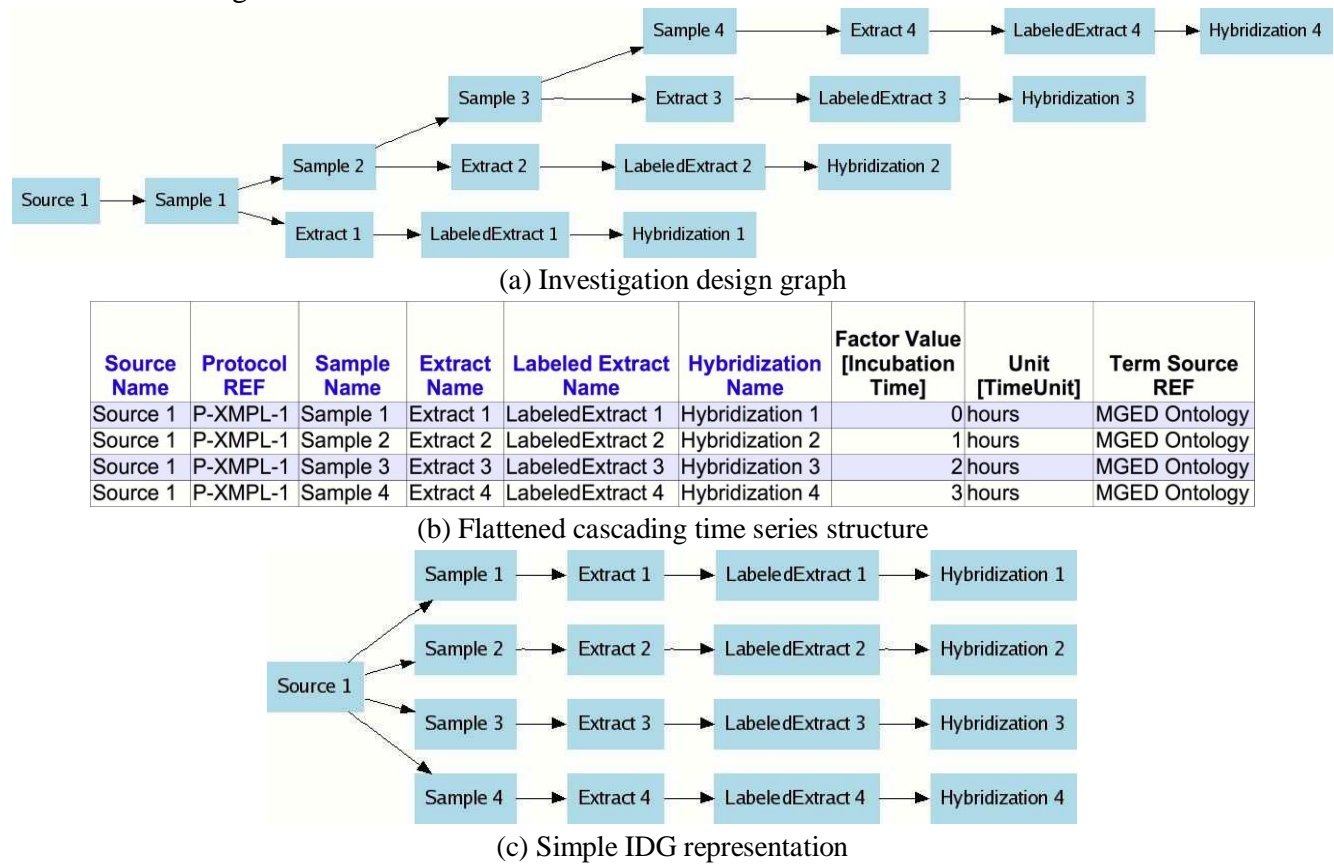 Sample 4 Extract 4 LabeledExtract 4 Hybridization 4
Sample 3 Extract 3 LabeledExtract 3 Hybridization 3
Sample 2 Extract 2 LabeledExtract 2 Hybridization 2
Source 1 Sample 1
Extract 1 LabeledExtract 1 Hybridization 1
(a) Investigation design graph
Source Name Protocol REF Sample Name Extract Name Labeled Extract Name Hybridization Name Factor Value [Incubation Time] Unit [TimeUnit] Term Source REF
Source 1 P-XMPL-1 Sample 1 Extract 1 LabeledExtract 1 Hybridization 1 0 hours MGED Ontology
Source 1 P-XMPL-1 Sample 2 Extract 2 LabeledExtract 2 Hybridization 2 1 hours MGED Ontology
Source 1 P-XMPL-1 Sample 3 Extract 3 LabeledExtract 3 Hybridization 3 2 hours MGED Ontology
Source 1 P-XMPL-1 Sample 4 Extract 4 LabeledExtract 4 Hybridization 4 3 hours MGED Ontology
(b) Flattened cascading time series structure
Sample 1 Extract 1 LabeledExtract 1 Hybridization 1
Sample 2 Extract 2 LabeledExtract 2 Hybridization 2
Source 1
Sample 3 Extract 3 LabeledExtract 3 Hybridization 3
Sample 4 Extract 4 LabeledExtract 4 Hybridization 4
(c) Simple IDG representation